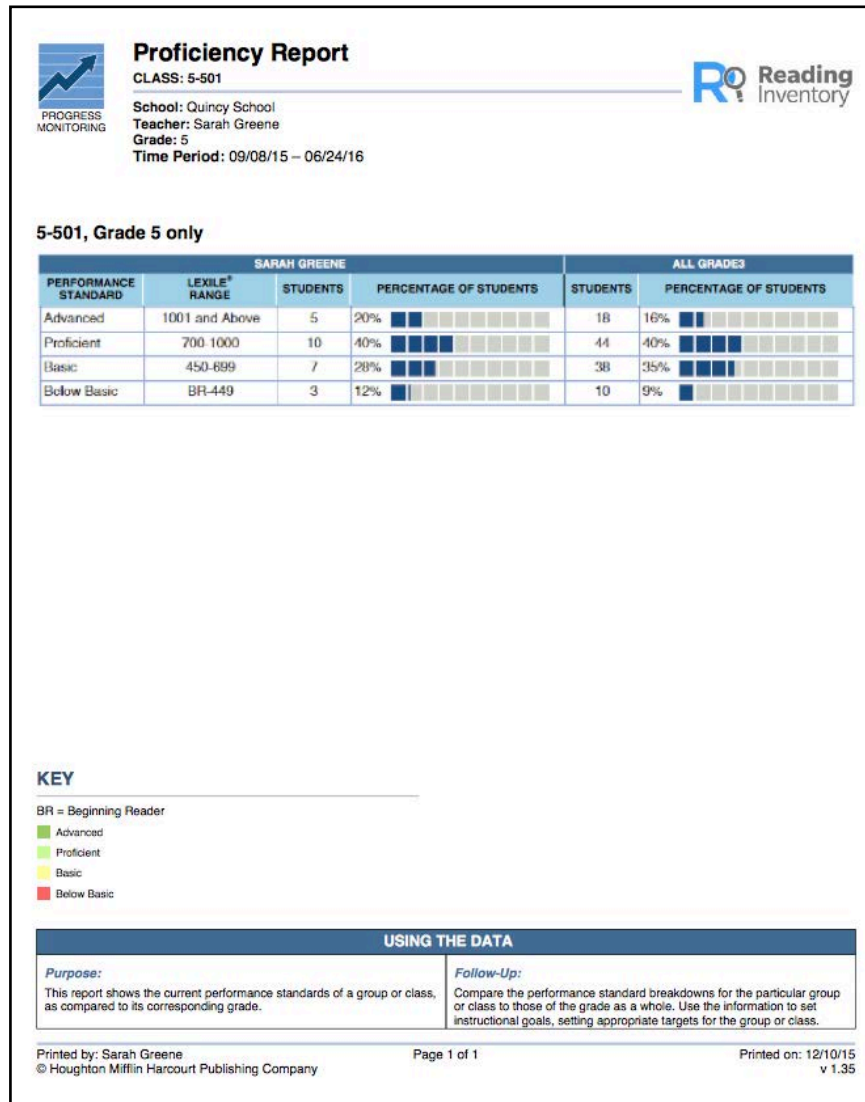 Proficiency Report
CLASS: 5-501
PROGRESS
MONITORING
School: Quincy School
Teacher: Sarah Greene
Grade: 5
Time Period: 09/08/15 – 06/24/16
Reading
Inventory
5-501, Grade 5 only
SARAH GREENE ALL GRADE3
PERFORMANCE STANDARD LEXILE® RANGE STUDENTS PERCENTAGE OF STUDENTS STUDENTS PERCENTAGE OF STUDENTS
Advanced 1001 and Above 5 20% 18 16%
Proficient 700-1000 10 40% 44 40%
Basic 450-699 7 28% 38 35%
Below Basic BR-449 3 12% 10 9%
KEY
BR = Beginning Reader
Advanced
Proficient
Basic
Below Basic
USING THE DATA
Purpose:
This report shows the current performance standards of a group or class,
as compared to its corresponding grade.
Follow-Up:
Compare the performance standard breakdowns for the particular group
or class to those of the grade as a whole. Use the information to set
instructional goals, setting appropriate targets for the group or class.
Printed by: Sarah Greene Page 1 of 1 Printed on: 12/10/15
© Houghton Mifflin Harcourt Publishing Company v 1.35